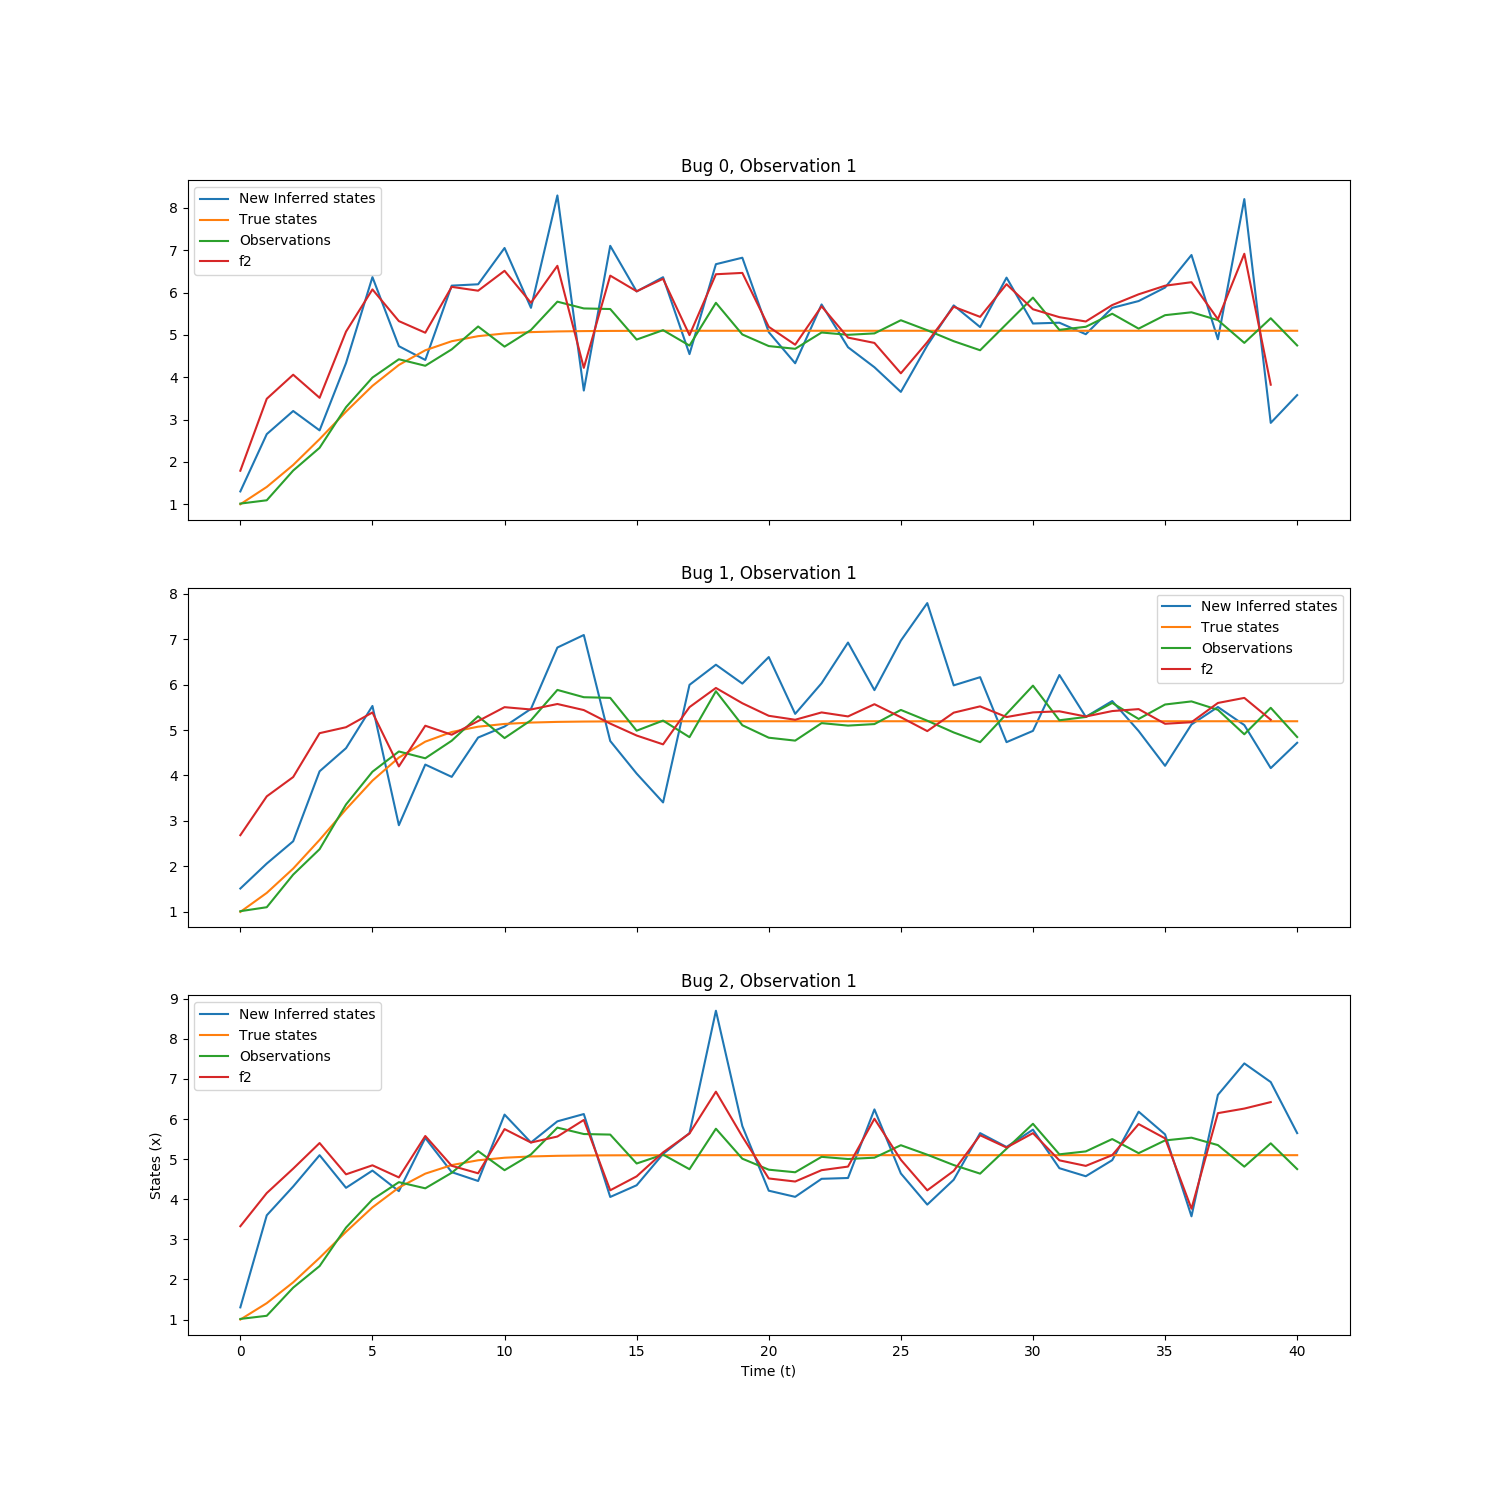 Bug 0, Observation 1
New Inferred states
True states
Observations
f2
8
7
6
5
4
3
2
1
Bug 1, Observation 1
New Inferred states
True states
Observations
f2
8
7
6
5
4
3
2
1
Bug 2, Observation 1
New Inferred states
True states
Observations
f2
9
8
7
6
5
4
3
2
1
States (x)
0 5 10 15 20 25 30 35 40
Time (t)